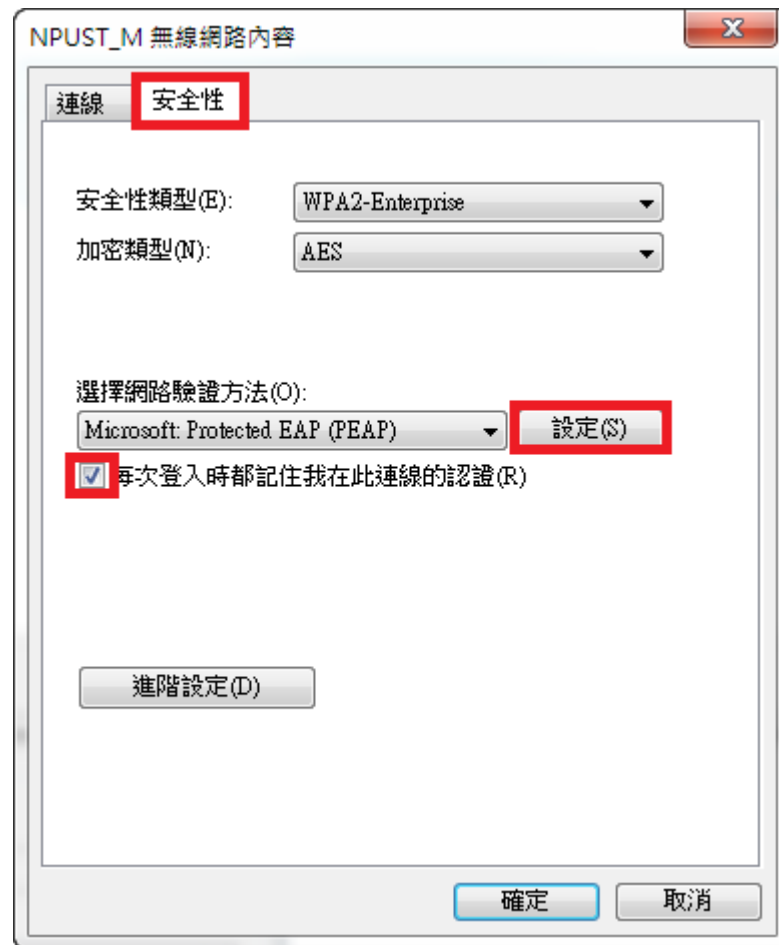 NPUST_M 無線網路內容
連線 安全性
安全性類型(E): WPA2-Enterprise
加密類型(N): AES
選擇網路驗證方法(O):
Microsoft: Protected EAP (PEAP) 設定(S)
每次登入時都記住我在此連線的認證(R)
進階設定(D)
確定 取消